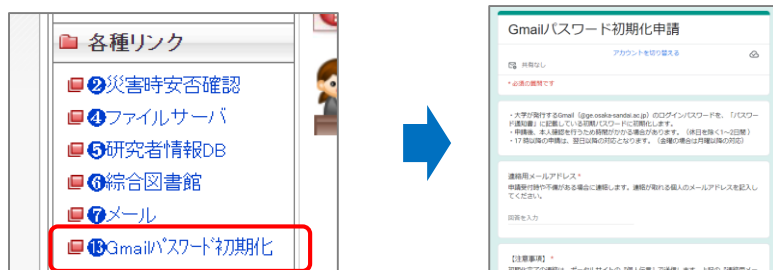 各種リンク
❷災害時安否確認
❹ファイルサーバ
❺研究者情報DB
❻綜合図書館
❼メール
⓭Gmailパスワード初期化
Gmailパスワード初期化申請
アカウントを切り替える
共有なし
*必須の質問です
・大学が発行するGmail（@ge.osaka-sandai.ac.jp）のログインパスワードを、「パスワー
ド通知書」に記載している初期パスワードに初期化します。
・申請後、本人確認を行うため時間がかかる場合があります。（休日を除く1～2日間）
・17時以降の申請は、翌日以降の対応となります。（金曜の場合は月曜以降の対応）
連絡用メールアドレス *
申請受付時や不備がある場合に連絡します。連絡が取れる個人のメールアドレスを記入し
てください。
回答を入力
【注意事項】 *